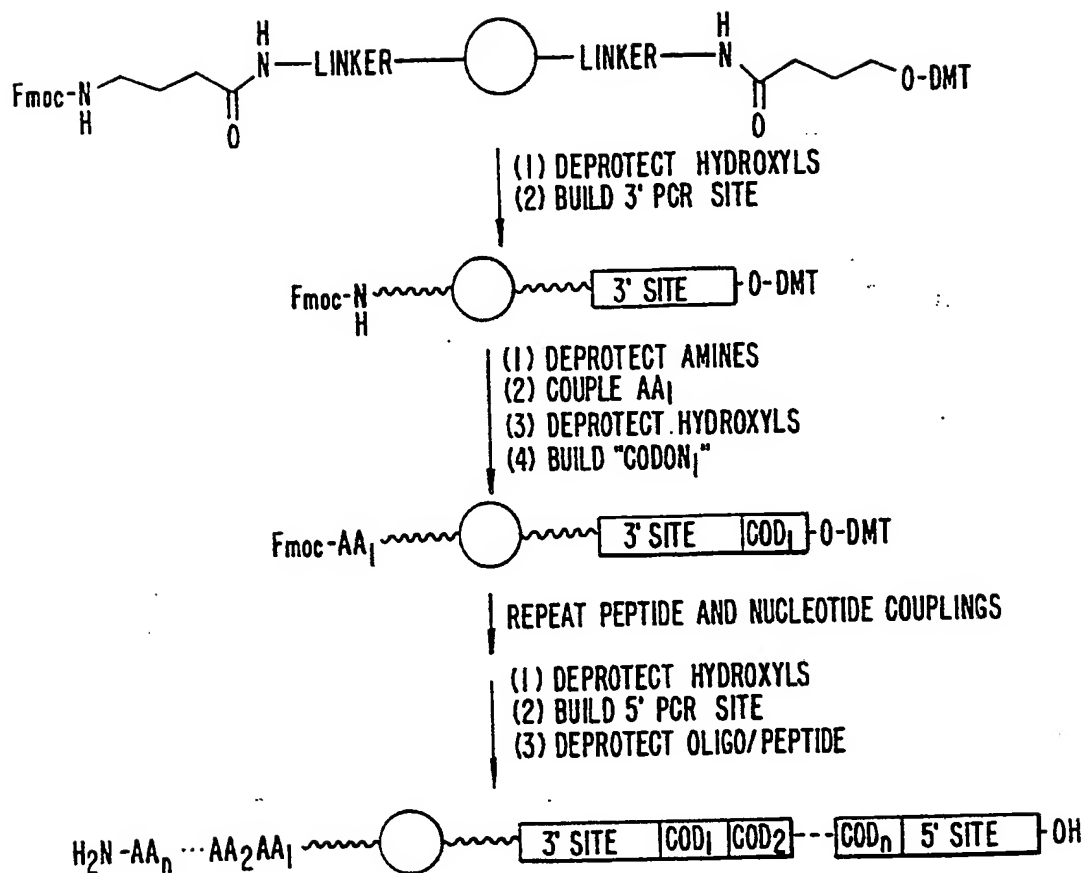 H H
Fmoc-N N—LINKER— —LINKER—N O-DMT
H O O
(1) DEPROTECT HYDROXYLS
(2) BUILD 3' PCR SITE
Fmoc-N 3' SITE O-DMT
H
(1) DEPROTECT AMINES
(2) COUPLE AA₁
(3) DEPROTECT.HYDROXYLS
(4) BUILD "CODON₁"
Fmoc-AA₁ 3' SITE COD₁ O-DMT
REPEAT PEPTIDE AND NUCLEOTIDE COUPLINGS
(1) DEPROTECT HYDROXYLS
(2) BUILD 5' PCR SITE
(3) DEPROTECT OLIGO/PEPTIDE
H₂N-AAₙ ···AA₂AA₁ 3' SITE COD₁ COD₂ --- CODₙ 5' SITE OH